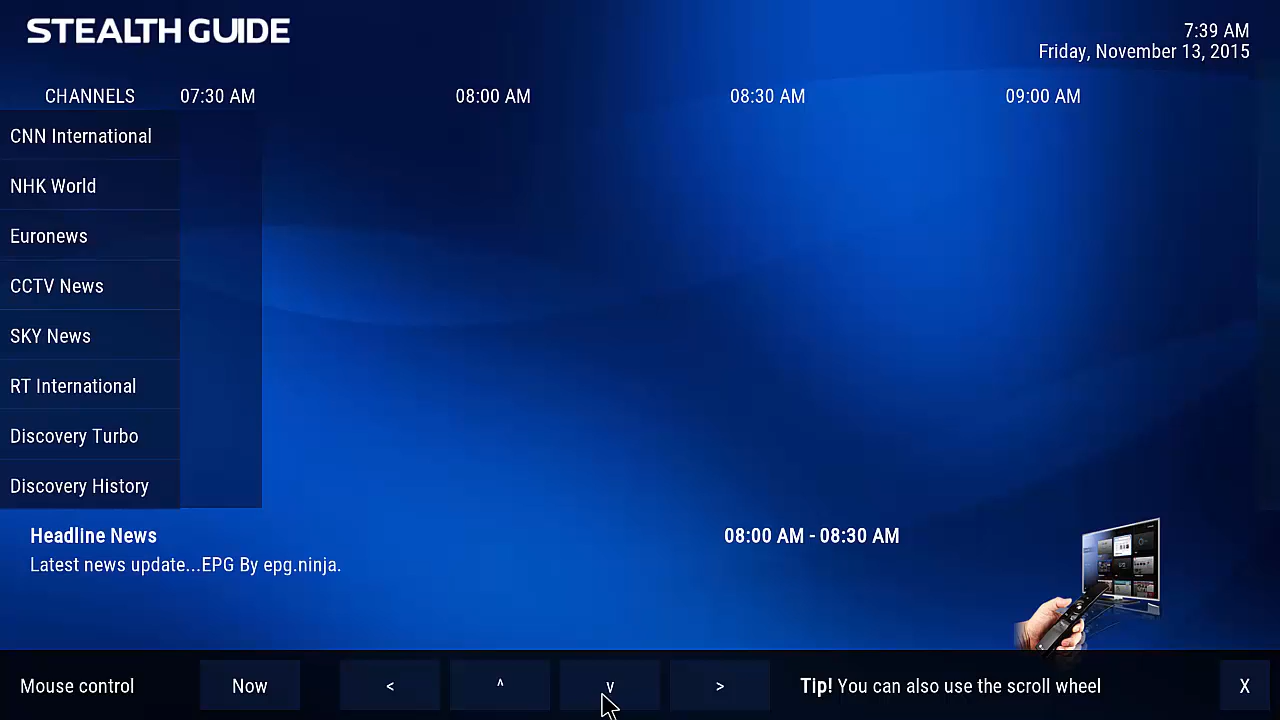 STEALTH GUIDE
7:39 AM
Friday, November 13, 2015
CHANNELS 07:30 AM 08:00 AM 08:30 AM 09:00 AM
CNN International
NHK World
Euronews
CCTV News
SKY News
RT International
Discovery Turbo
Discovery History
Headline News 08:00 AM - 08:30 AM
Latest news update...EPG By epg.ninja.
Mouse control Now < ^ v > Tip! You can also use the scroll wheel X